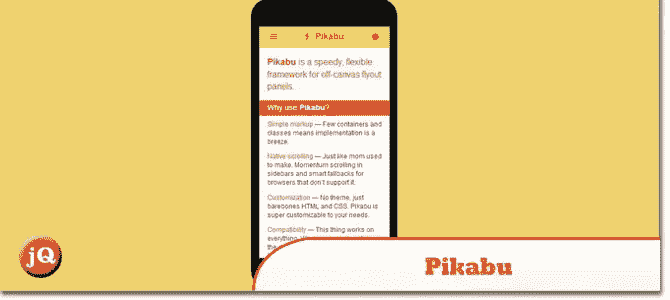 Pikabu
Pikabu is a speedy, flexible
framework for off-canvas flyout
panels.
Why use Pikabu?
Simple markup — Few containers and
classes means implementation is a
breeze.
Native scrolling — Just like mom used
to make. Momentum scrolling in
sidebars and smart fallbacks for
browsers that don't support it.
Customization — No theme, just
barebones HTML and CSS. Pikabu is
super customizable to your needs.
Compatibility — This thing works on
everything.
the
jQ
Pikabu